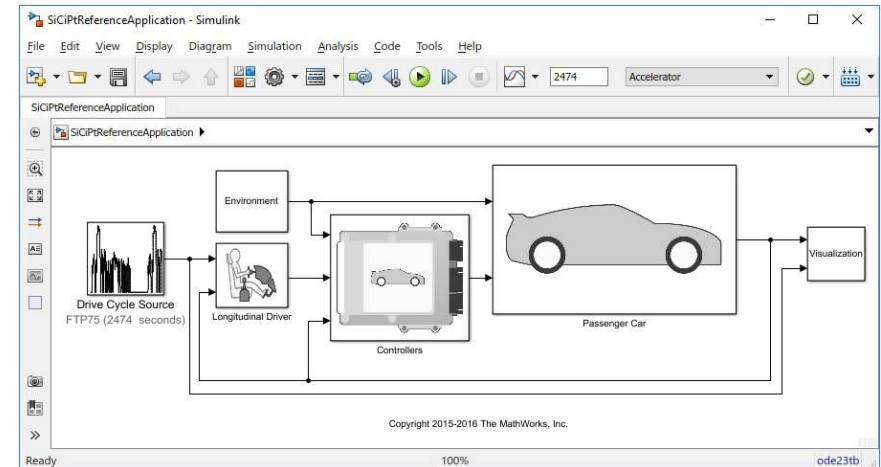 SiCiPtReferenceApplication - Simulink
File Edit View Display Diagram Simulation Analysis Code Tools Help
2474 Accelerator
SiCiPtReferenceApplication
SiCiPtReferenceApplication
Environment
Visualization
Drive Cycle Source
FTP75 (2474 seconds)
Longitudinal Driver
Passenger Car
Controllers
Copyright 2015-2016 The MathWorks, Inc.
Ready 100% ode23tb